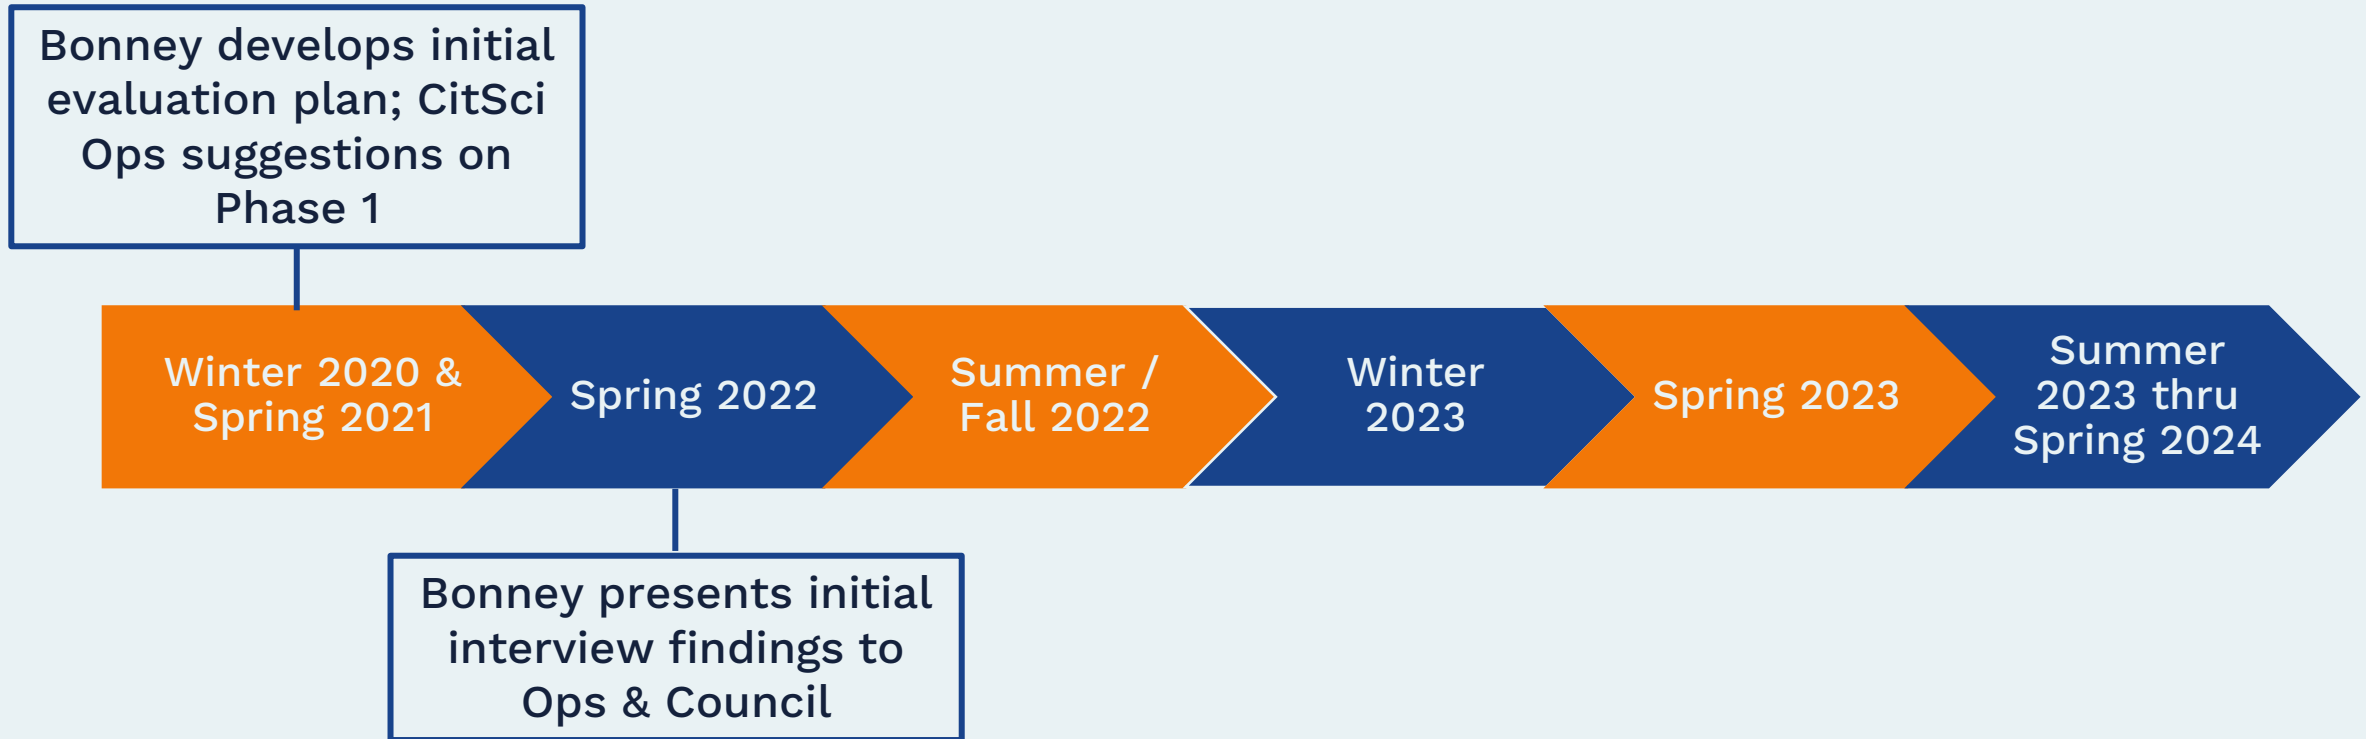 Bonney develops initial
evaluation plan; CitSci
Ops suggestions on
Phase 1
Winter 2020 &
Spring 2021
Spring 2022
Summer /
Fall 2022
Winter
2023
Spring 2023
Summer
2023 thru
Spring 2024
Bonney presents initial
interview findings to
Ops & Council